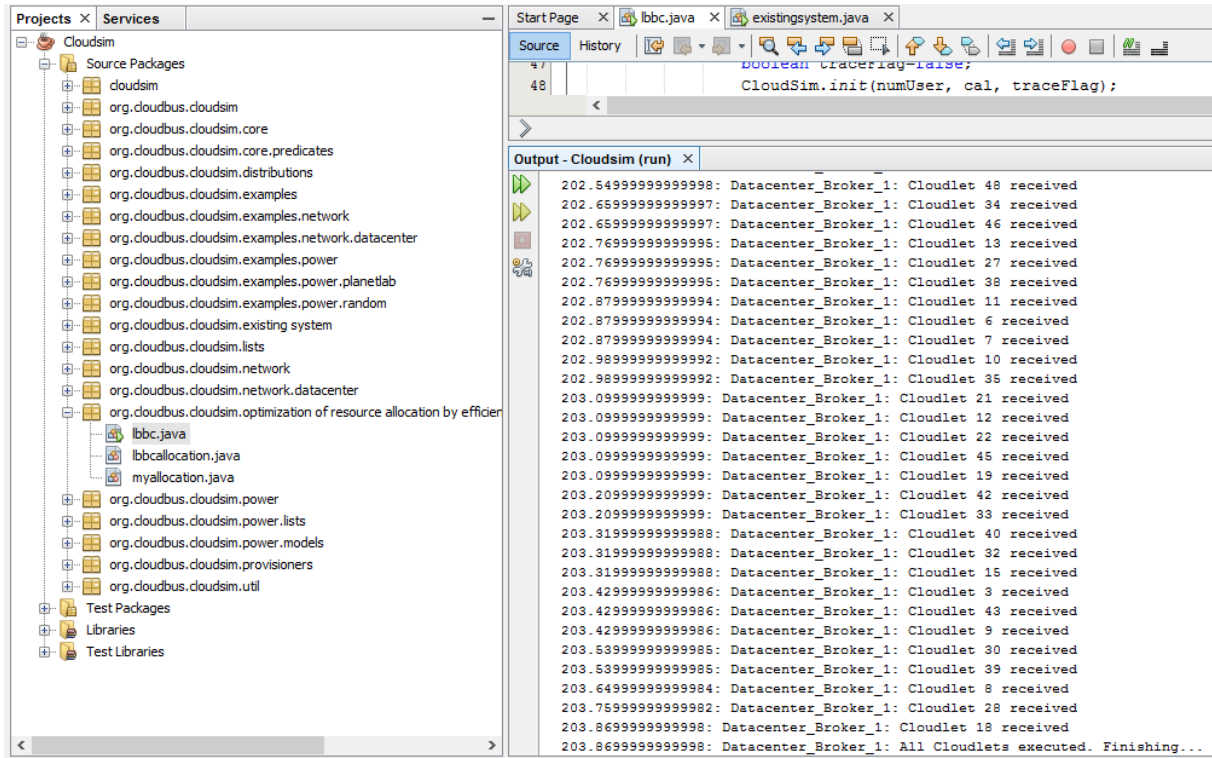 Projects × Services
Cloudsim
Source Packages
cloudsim
org.cloudbus.cloudsim
org.cloudbus.cloudsim.core
org.cloudbus.cloudsim.core.predicates
org.cloudbus.cloudsim.distributions
org.cloudbus.cloudsim.examples
org.cloudbus.cloudsim.examples.network
org.cloudbus.cloudsim.examples.network.datacenter
org.cloudbus.cloudsim.examples.power
org.cloudbus.cloudsim.examples.power.planetlab
org.cloudbus.cloudsim.examples.power.random
org.cloudbus.cloudsim.existing system
org.cloudbus.cloudsim.lists
org.cloudbus.cloudsim.network
org.cloudbus.cloudsim.network.datacenter
org.cloudbus.cloudsim.optimization of resource allocation by efficien
lbbc.java
lbbcallocation.java
myallocation.java
org.cloudbus.cloudsim.power
org.cloudbus.cloudsim.power.lists
org.cloudbus.cloudsim.power.models
org.cloudbus.cloudsim.provisioners
org.cloudbus.cloudsim.util
Test Packages
Libraries
Test Libraries
Start Page × lbbc.java × existingsystem.java ×
Source History
47 boolean traceFlag=false;
48 CloudSim.init(numUser, cal, traceFlag);
Output - Cloudsim (run) ×
202.54999999999998: Datacenter_Broker_1: Cloudlet 48 received
202.65999999999997: Datacenter_Broker_1: Cloudlet 34 received
202.65999999999997: Datacenter_Broker_1: Cloudlet 46 received
202.76999999999995: Datacenter_Broker_1: Cloudlet 13 received
202.76999999999995: Datacenter_Broker_1: Cloudlet 27 received
202.76999999999995: Datacenter_Broker_1: Cloudlet 38 received
202.87999999999994: Datacenter_Broker_1: Cloudlet 11 received
202.87999999999994: Datacenter_Broker_1: Cloudlet 6 received
202.87999999999994: Datacenter_Broker_1: Cloudlet 7 received
202.98999999999992: Datacenter_Broker_1: Cloudlet 10 received
202.98999999999992: Datacenter_Broker_1: Cloudlet 35 received
203.0999999999999: Datacenter_Broker_1: Cloudlet 21 received
203.0999999999999: Datacenter_Broker_1: Cloudlet 12 received
203.0999999999999: Datacenter_Broker_1: Cloudlet 22 received
203.0999999999999: Datacenter_Broker_1: Cloudlet 45 received
203.0999999999999: Datacenter_Broker_1: Cloudlet 19 received
203.2099999999999: Datacenter_Broker_1: Cloudlet 42 received
203.2099999999999: Datacenter_Broker_1: Cloudlet 33 received
203.31999999999988: Datacenter_Broker_1: Cloudlet 40 received
203.31999999999988: Datacenter_Broker_1: Cloudlet 32 received
203.31999999999988: Datacenter_Broker_1: Cloudlet 15 received
203.42999999999986: Datacenter_Broker_1: Cloudlet 3 received
203.42999999999986: Datacenter_Broker_1: Cloudlet 43 received
203.42999999999986: Datacenter_Broker_1: Cloudlet 9 received
203.53999999999985: Datacenter_Broker_1: Cloudlet 30 received
203.53999999999985: Datacenter_Broker_1: Cloudlet 39 received
203.64999999999984: Datacenter_Broker_1: Cloudlet 8 received
203.75999999999982: Datacenter_Broker_1: Cloudlet 28 received
203.8699999999998: Datacenter_Broker_1: Cloudlet 18 received
203.8699999999998: Datacenter_Broker_1: All Cloudlets executed. Finishing...